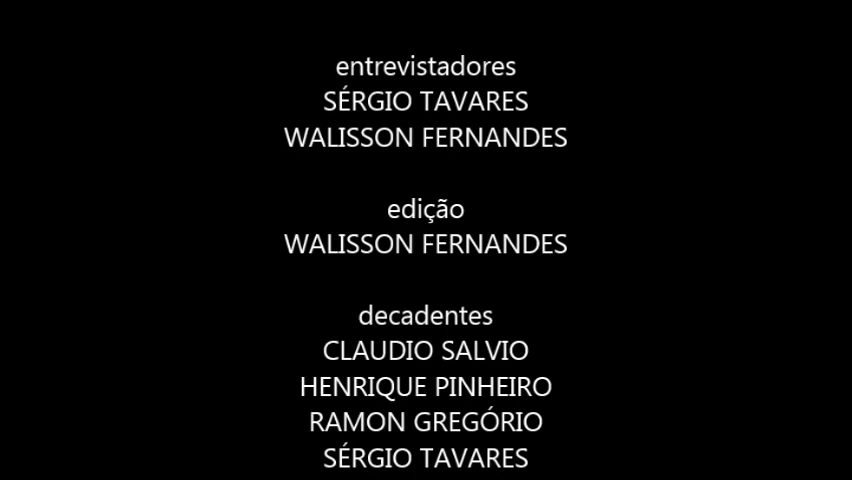 entrevistadores
SÉRGIO TAVARES
WALISSON FERNANDES
edição
WALISSON FERNANDES
decadentes
CLAUDIO SALVIO
HENRIQUE PINHEIRO
RAMON GREGÓRIO
SÉRGIO TAVARES